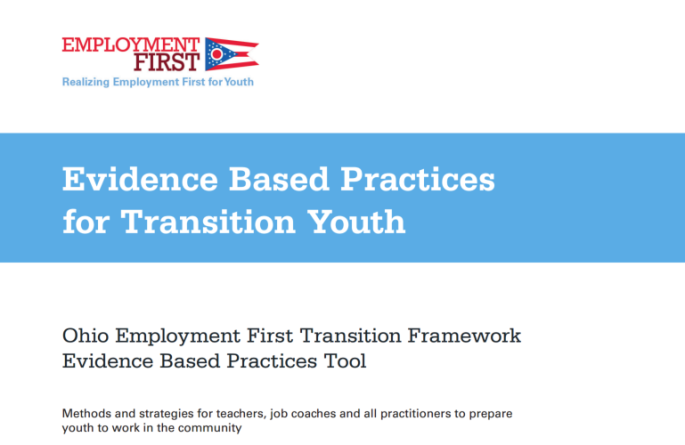 EMPLOYMENT
FIRST
Realizing Employment First for Youth
Evidence Based Practices
for Transition Youth
Ohio Employment First Transition Framework
Evidence Based Practices Tool
Methods and strategies for teachers, job coaches and all practitioners to prepare
youth to work in the community